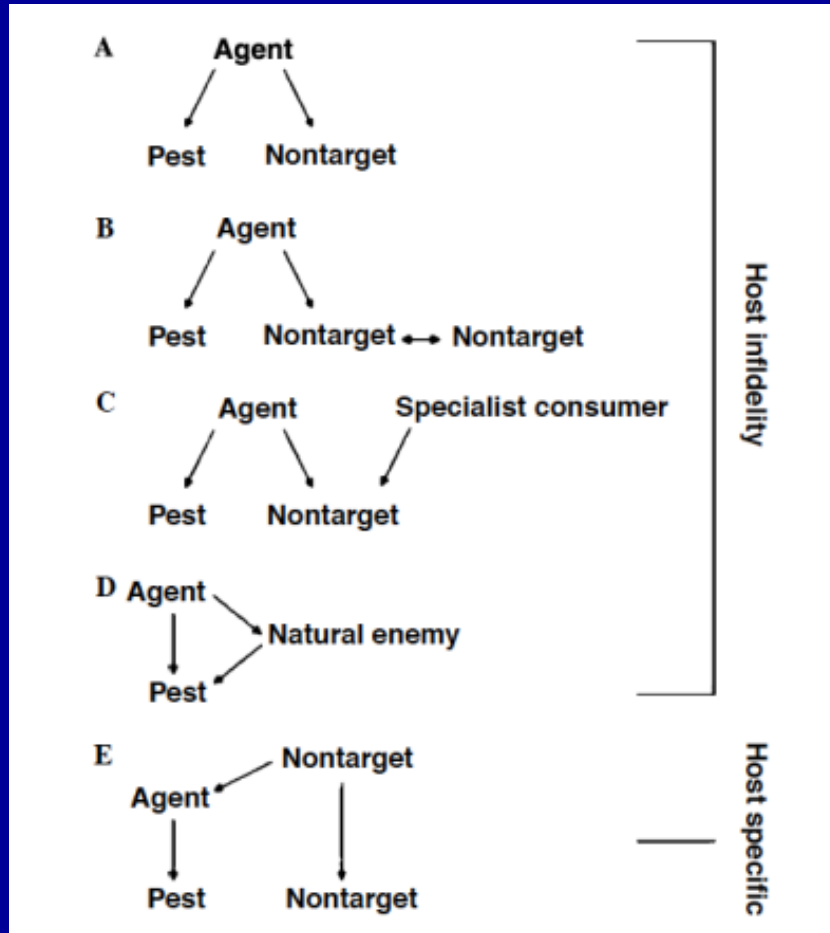 A Agent
Pest Nontarget
B Agent
Pest Nontarget Nontarget
C Agent Specialist consumer
Pest Nontarget
D Agent
Natural enemy
Pest
E Nontarget
Agent
Pest Nontarget
Host infidelity
Host specific